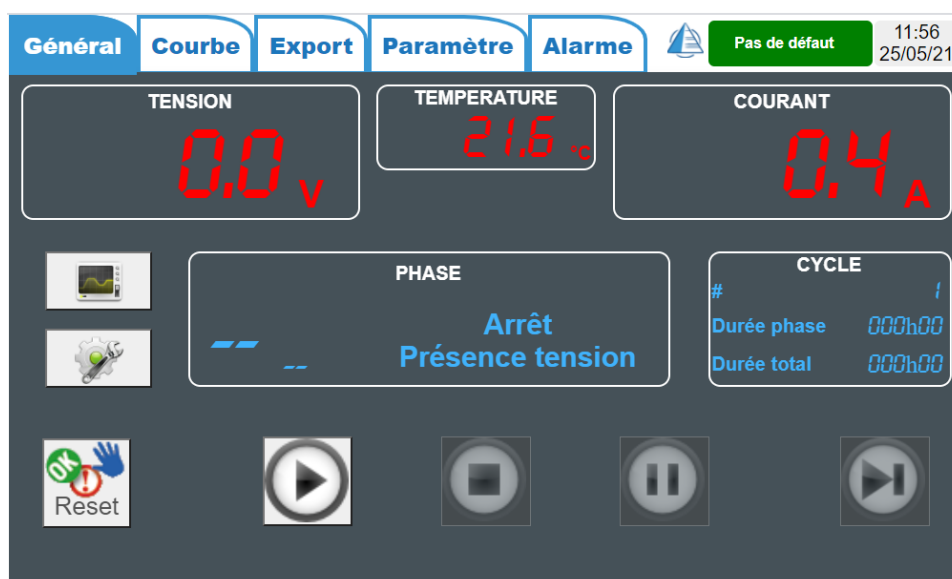 Général Courbe Export Paramètre Alarme Pas de défaut 11:56
25/05/21
TENSION
0.0 V
TEMPERATURE
21.6 °C
COURANT
0.4 A
PHASE
Arrêt
-- -- Présence tension
CYCLE
# 1
Durée phase 000h00
Durée total 000h00
OK
Reset